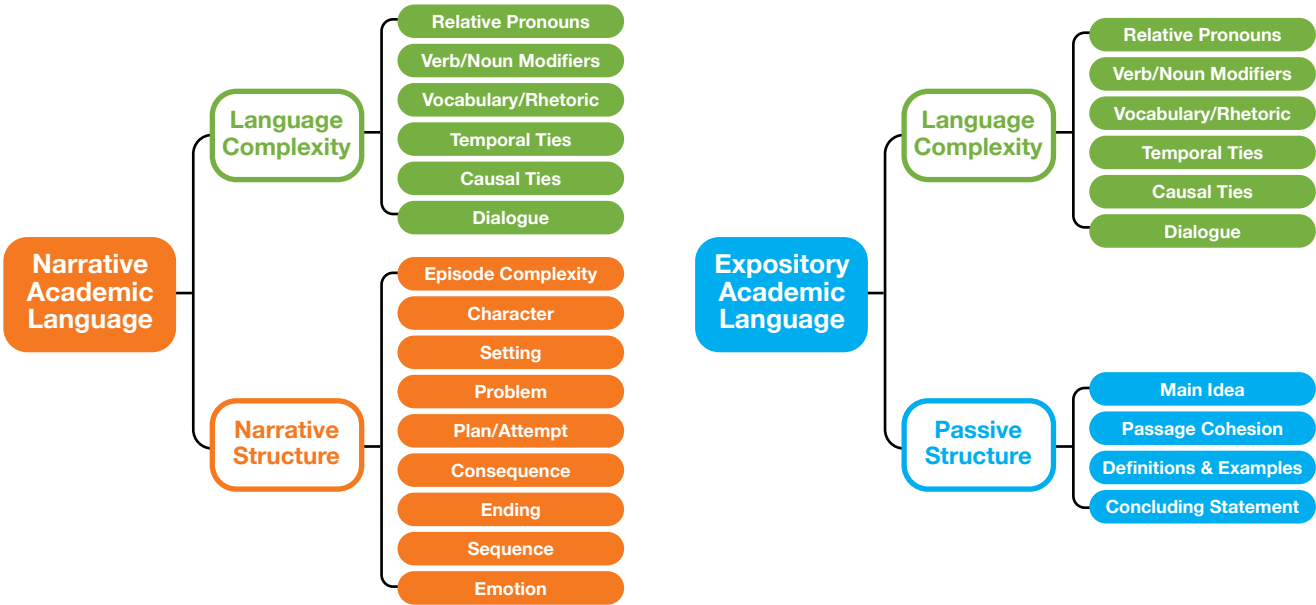 Narrative
Academic
Language
Language
Complexity
Relative Pronouns
Verb/Noun Modifiers
Vocabulary/Rhetoric
Temporal Ties
Causal Ties
Dialogue
Narrative
Structure
Episode Complexity
Character
Setting
Problem
Plan/Attempt
Consequence
Ending
Sequence
Emotion
Expository
Academic
Language
Language
Complexity
Relative Pronouns
Verb/Noun Modifiers
Vocabulary/Rhetoric
Temporal Ties
Causal Ties
Dialogue
Passive
Structure
Main Idea
Passage Cohesion
Definitions & Examples
Concluding Statement